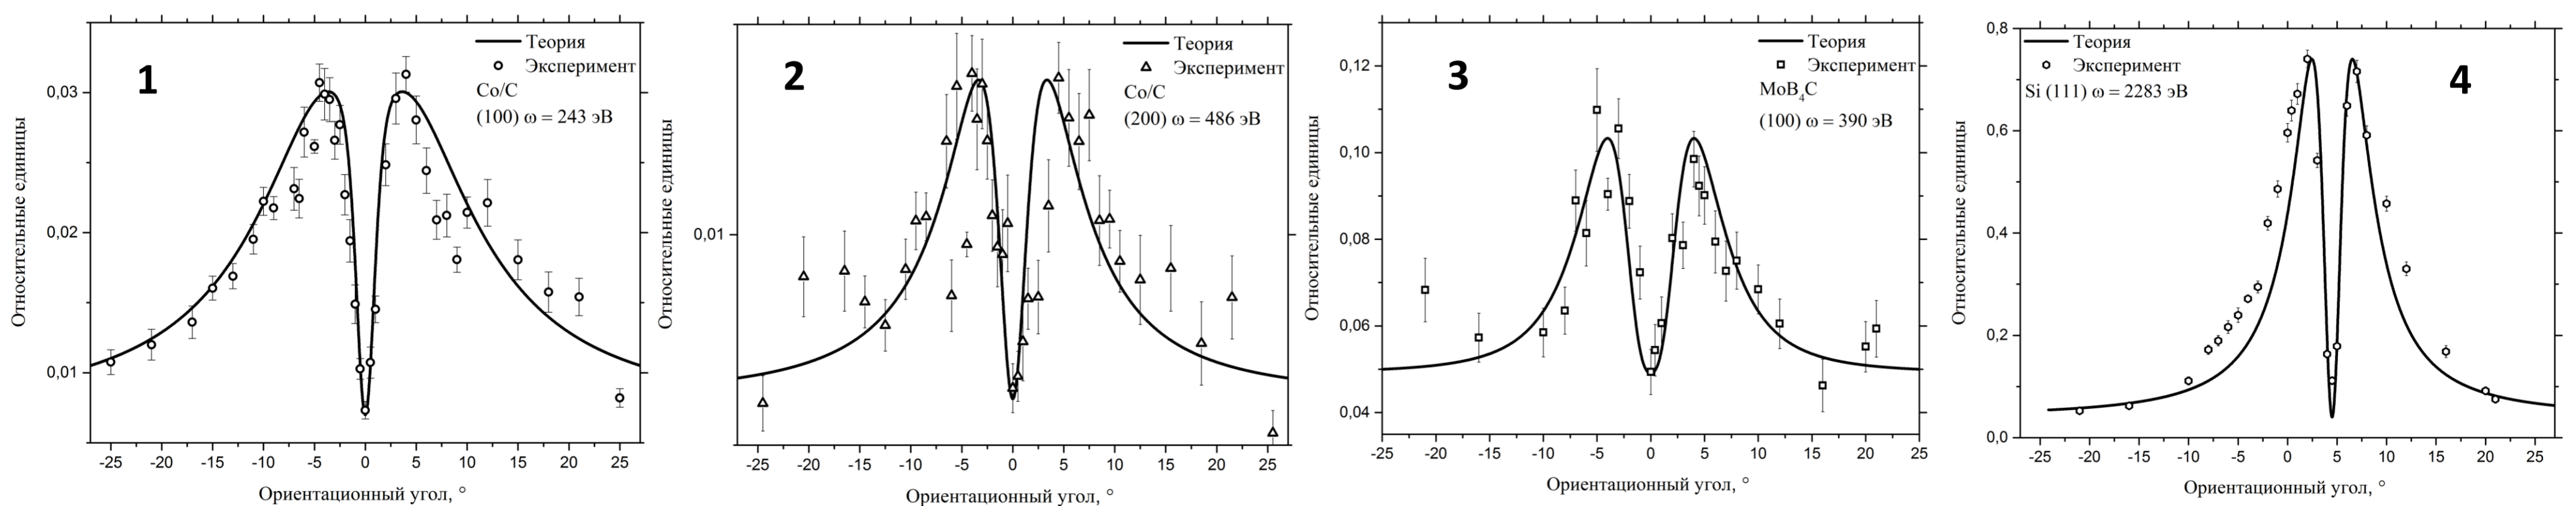 1
Теория
Эксперимент
Co/C
(100) ω = 243 эВ
Относительные единицы
0,03
0,02
0,01
-25 -20 -15 -10 -5 0 5 10 15 20 25
Ориентационный угол, °
2
Теория
Эксперимент
Co/C
(200) ω = 486 эВ
Относительные единицы
0,01
-25 -20 -15 -10 -5 0 5 10 15 20 25
Ориентационный угол, °
3
Теория
Эксперимент
MoB₄C
(100) ω = 390 эВ
Относительные единицы
0,12
0,10
0,08
0,06
0,04
-25 -20 -15 -10 -5 0 5 10 15 20 25
Ориентационный угол, °
4
Теория
Эксперимент
Si (111) ω = 2283 эВ
Относительные единицы
0,8
0,6
0,4
0,2
0,0
-25 -20 -15 -10 -5 0 5 10 15 20 25
Ориентационный угол, °